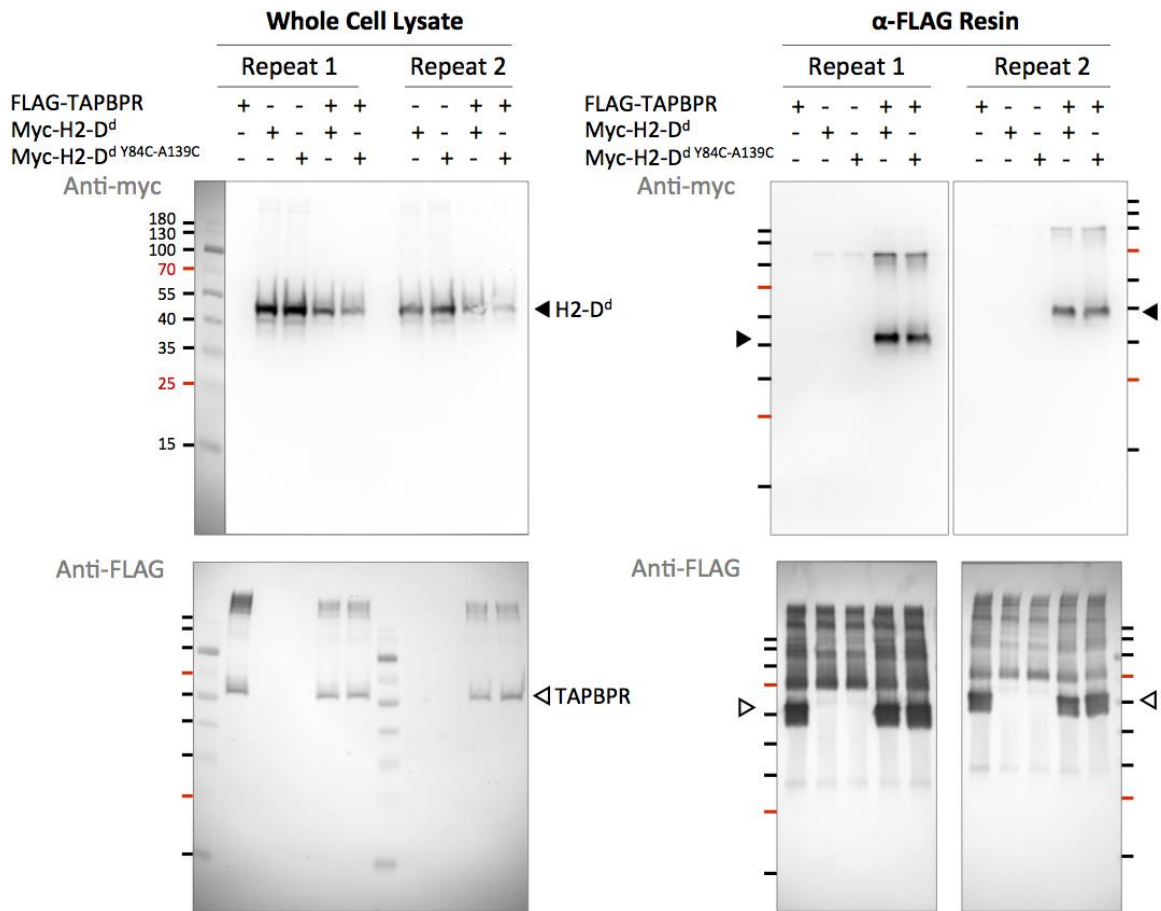 Whole Cell Lysate
α-FLAG Resin
Repeat 1 Repeat 2
Repeat 1 Repeat 2
FLAG-TAPBPR + - - + + - - + +
Myc-H2-Dᵈ - + - + - + - + -
Myc-H2-Dᵈ ʸ⁸⁴ᶜ⁻ᴬ¹³⁹ᶜ - - + - + - + - +
FLAG-TAPBPR + - - + + + - - + +
Myc-H2-Dᵈ - + - + - - + - + -
Myc-H2-Dᵈ ʸ⁸⁴ᶜ⁻ᴬ¹³⁹ᶜ - - + - + - - + - +
Anti-myc
Anti-myc
180
130
100
70
55
40
35
25
15
H2-Dᵈ
Anti-FLAG
Anti-FLAG
TAPBPR